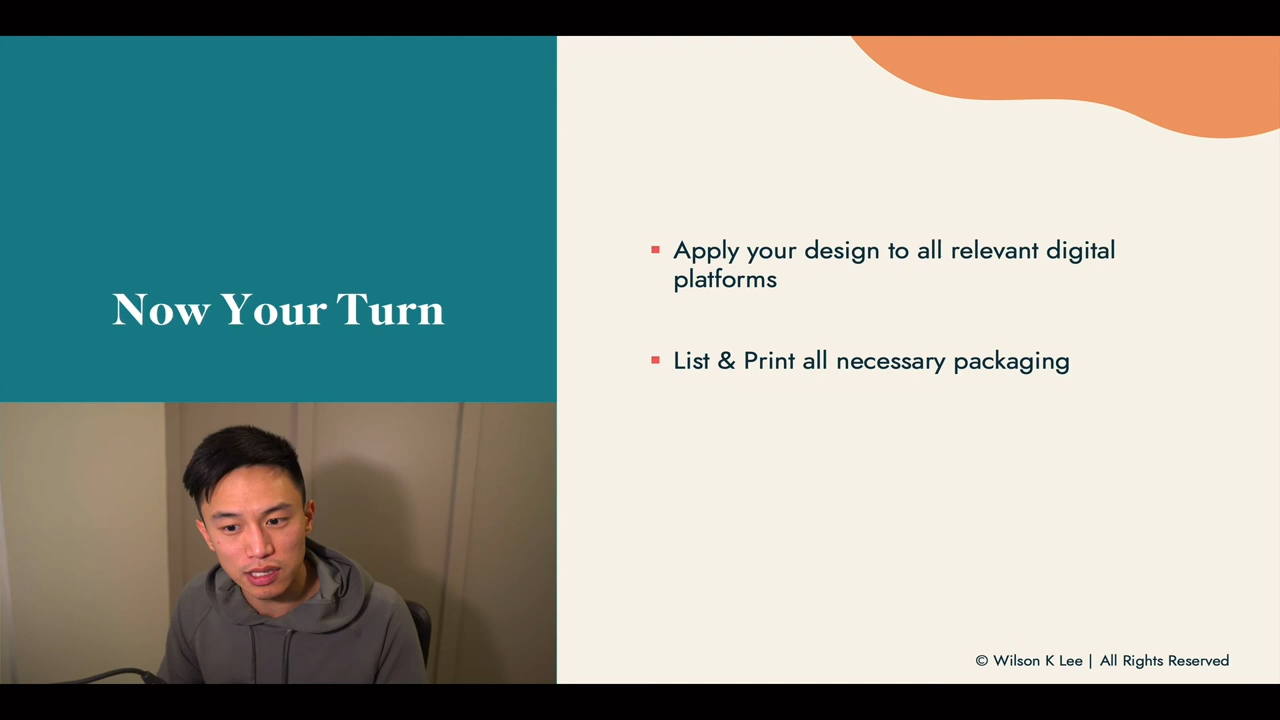 Now Your Turn
Apply your design to all relevant digital
platforms
List & Print all necessary packaging
© Wilson K Lee | All Rights Reserved